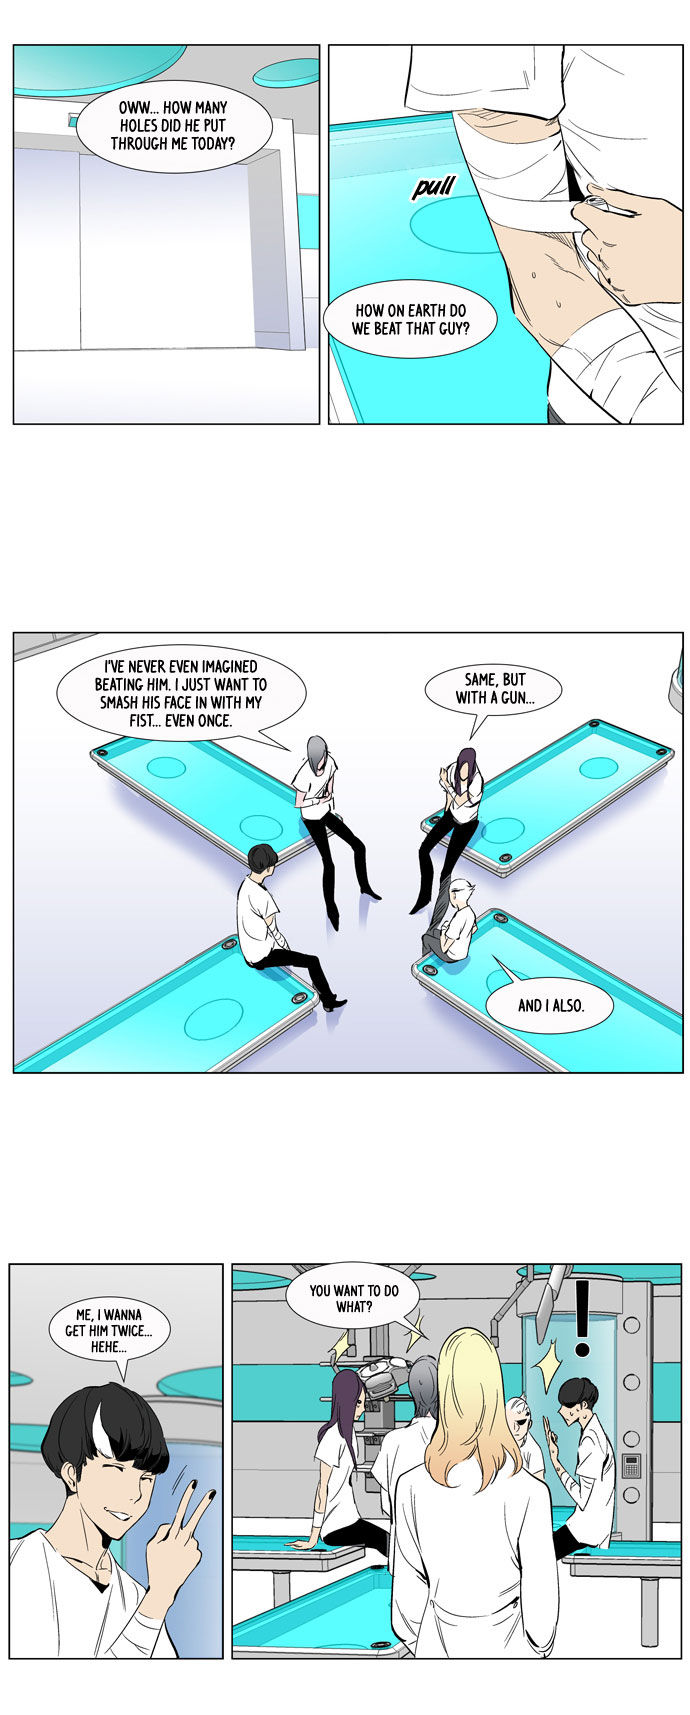 OWW... HOW MANY
HOLES DID HE PUT
THROUGH ME TODAY?
pull
HOW ON EARTH DO
WE BEAT THAT GUY?
I'VE NEVER EVEN IMAGINED
BEATING HIM. I JUST WANT TO
SMASH HIS FACE IN WITH MY
FIST... EVEN ONCE.
SAME, BUT
WITH A GUN...
AND I ALSO.
ME, I WANNA
GET HIM TWICE...
HEHE...
YOU WANT TO DO
WHAT?
!